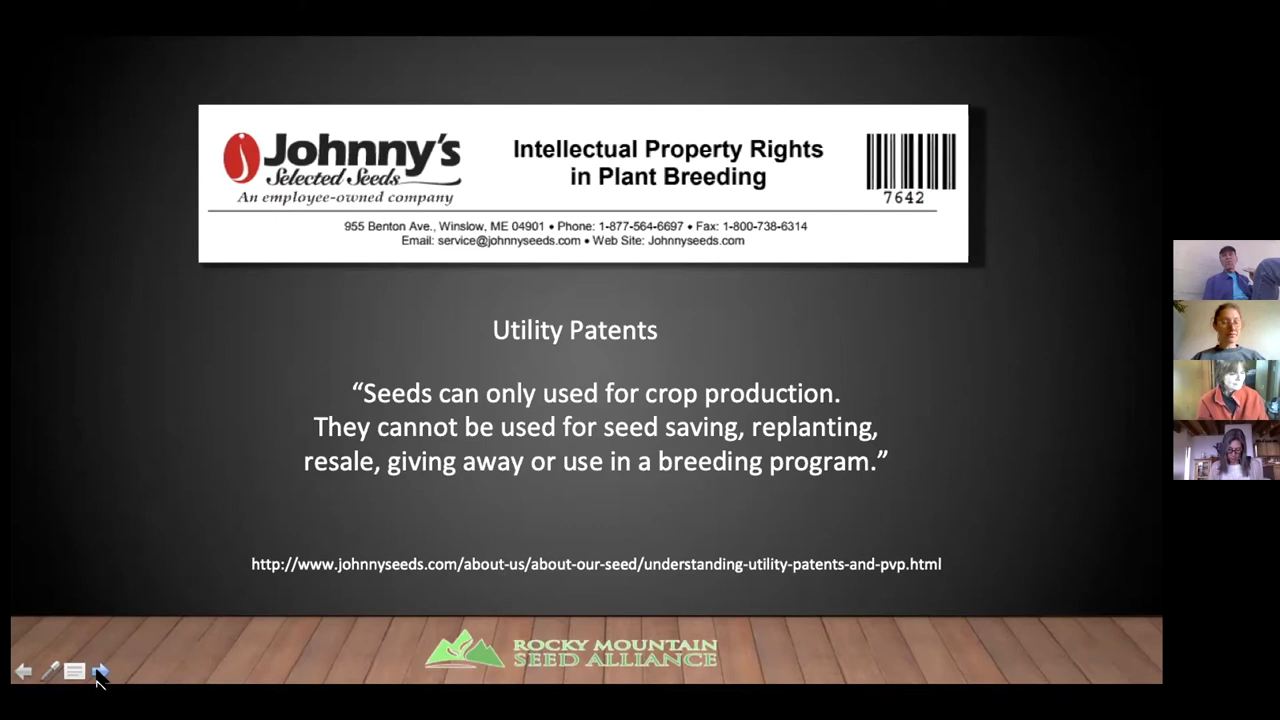 Johnny's
Selected Seeds
An employee-owned company
Intellectual Property Rights
in Plant Breeding
7642
955 Benton Ave., Winslow, ME 04901 • Phone: 1-877-564-6697 • Fax: 1-800-738-6314
Email: service@johnnyseeds.com • Web Site: Johnnyseeds.com
Utility Patents
“Seeds can only used for crop production.
They cannot be used for seed saving, replanting,
resale, giving away or use in a breeding program.”
http://www.johnnyseeds.com/about-us/about-our-seed/understanding-utility-patents-and-pvp.html
ROCKY MOUNTAIN
SEED ALLIANCE